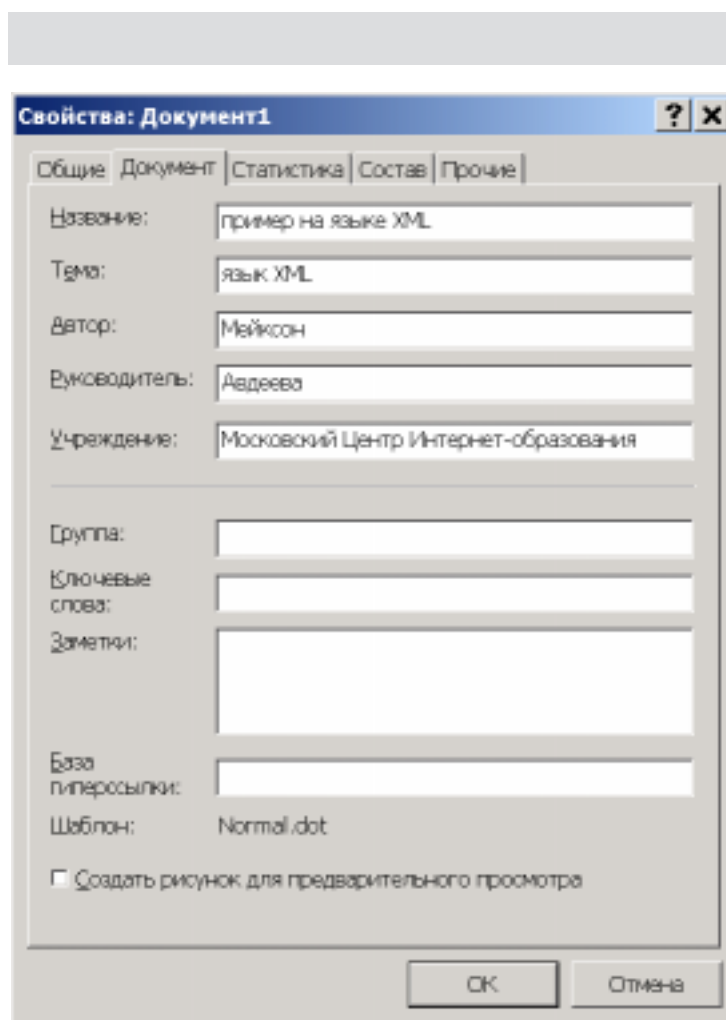 Свойства: Документ1
Общие Документ Статистика Состав Прочие
Название: пример на языке XML
Тема: язык XML
Автор: Мейксон
Руководитель: Авдеева
Учреждение: Московский Центр Интернет-образования
Группа:
Ключевые
слова:
Заметки:
База
гиперссылки:
Шаблон: Normal.dot
Создать рисунок для предварительного просмотра
ОК Отмена